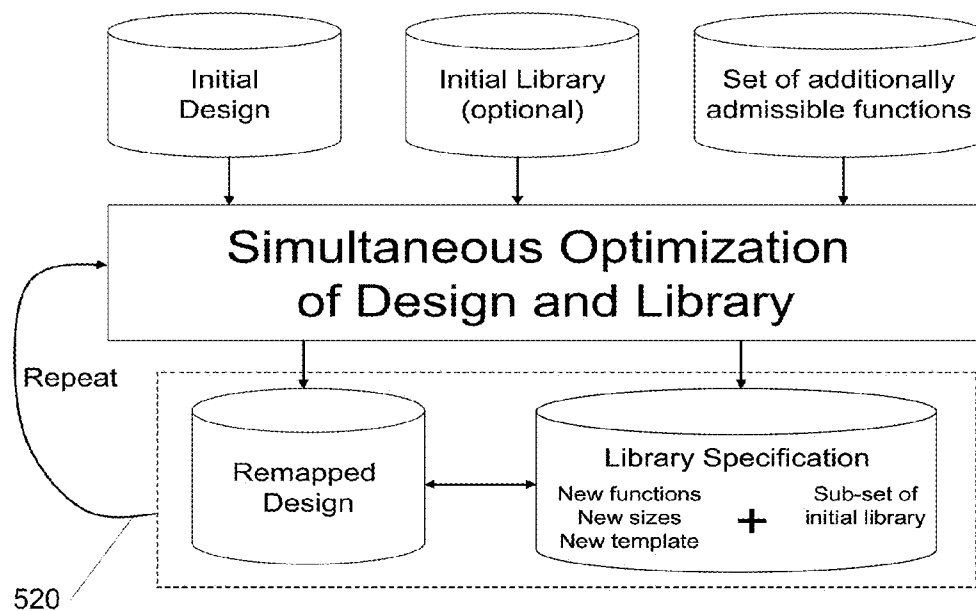 Initial
Design
Initial Library
(optional)
Set of additionally
admissible functions
Simultaneous Optimization
of Design and Library
Repeat
Remapped
Design
Library Specification
New functions
New sizes
New template
+
Sub-set of
initial library
520